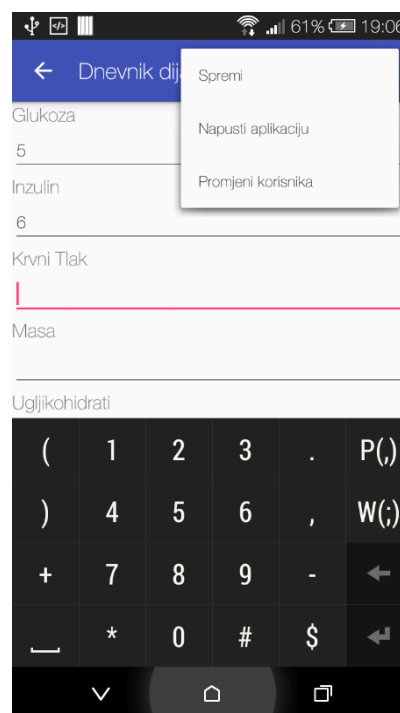 61% 19:06
Dnevnik dij
Spremi
Napusti aplikaciju
Promjeni korisnika
Glukoza
5
Inzulin
6
Krvni Tlak
Masa
Ugljikohidrati
( 1 2 3 . P(,)
) 4 5 6 , W(;)
+ 7 8 9 -
* 0 # $